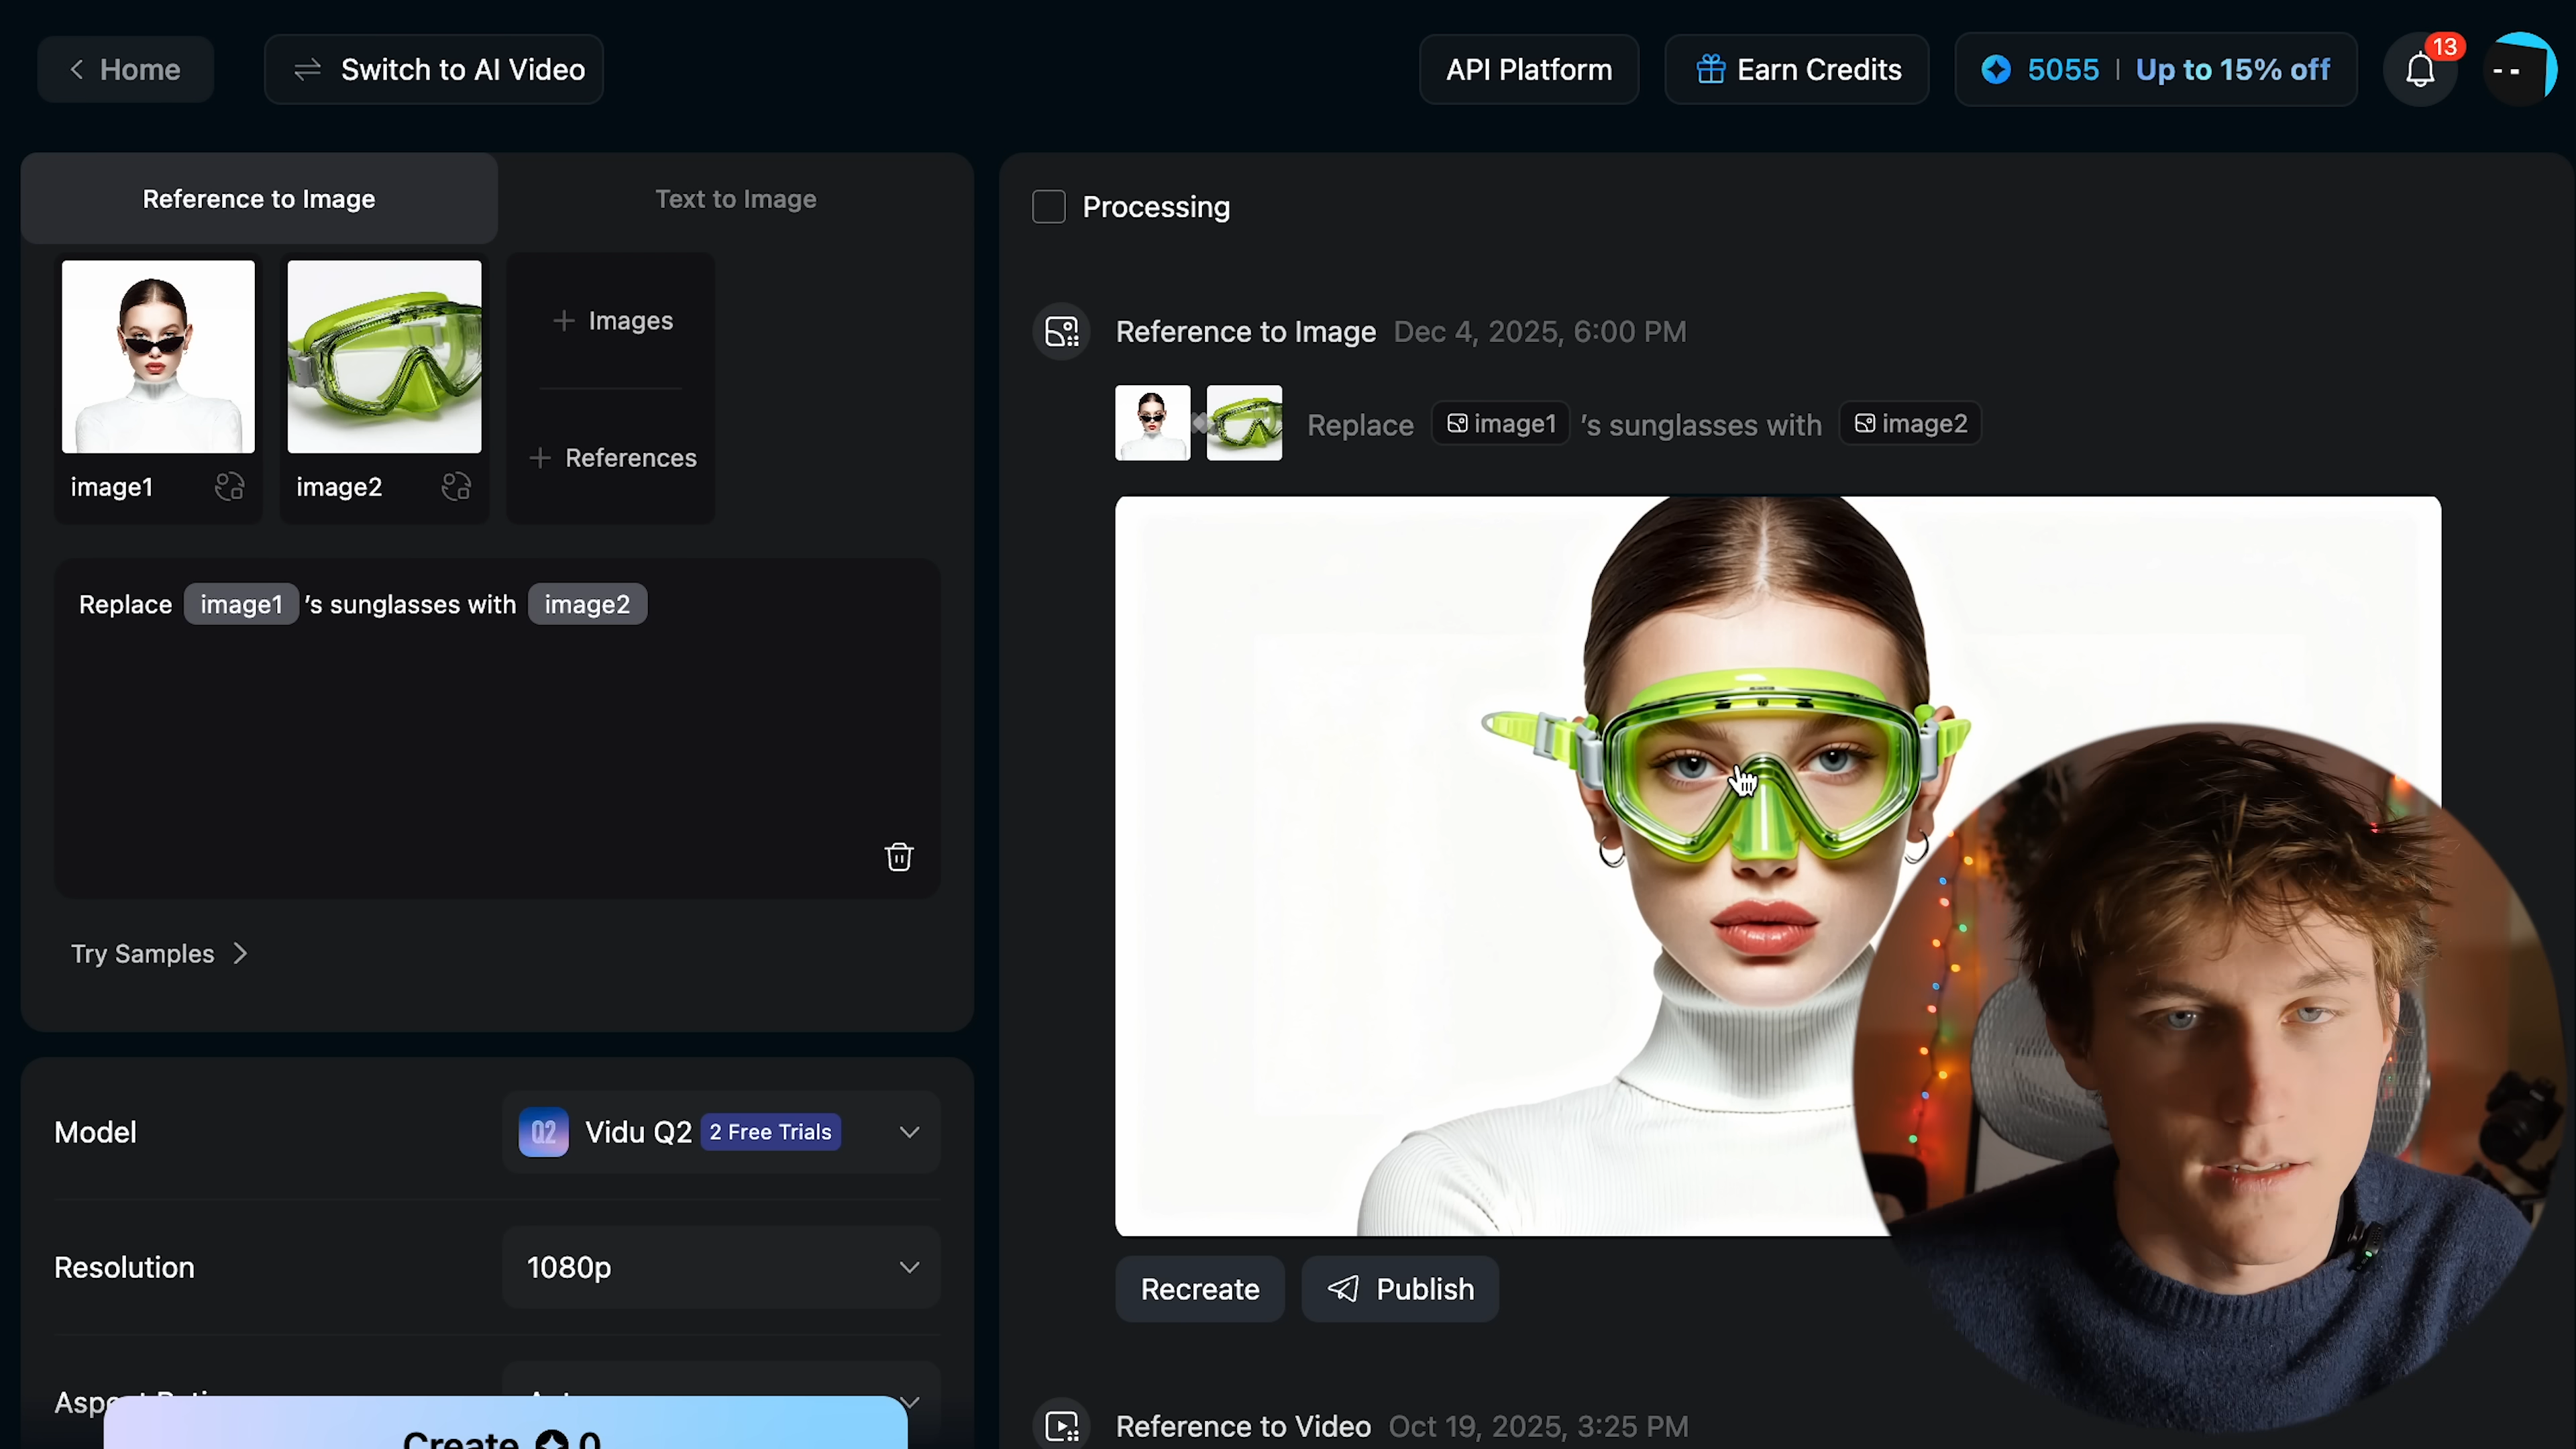 Home
Switch to AI Video
API Platform
Earn Credits
5055 | Up to 15% off
13
Reference to Image
Text to Image
+ Images
+ References
image1
image2
Replace image1 's sunglasses with image2
Try Samples >
Model
Q2 Vidu Q2 2 Free Trials
Resolution
1080p
Create 0
Processing
Reference to Image Dec 4, 2025, 6:00 PM
Replace image1 's sunglasses with image2
Recreate
Publish
Reference to Video Oct 19, 2025, 3:25 PM